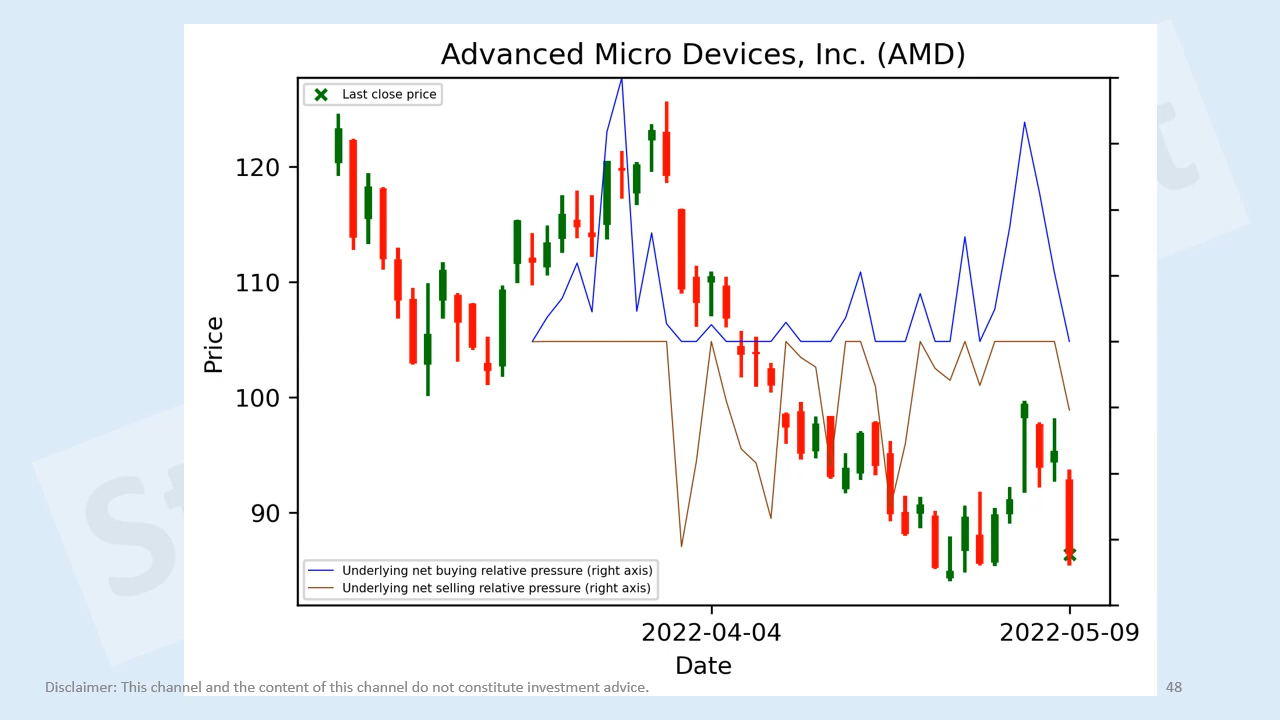 Advanced Micro Devices, Inc. (AMD)
Last close price
120
110
100
90
Price
Underlying net buying relative pressure (right axis)
Underlying net selling relative pressure (right axis)
2022-04-04
2022-05-09
Date
Disclaimer: This channel and the content of this channel do not constitute investment advice.
48